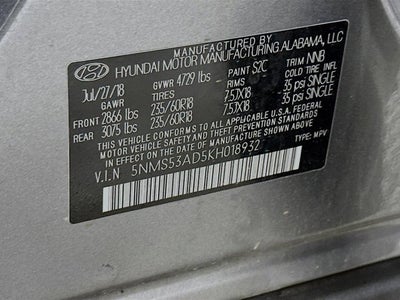 MANUFACTURED BY
HYUNDAI MOTOR MANUFACTURING ALABAMA, LLC
Jul/27/'18 GVWR 4729 lbs PAINT S2C TRIM NNB
GAWR TIRES RIMS COLD TIRE
FRONT 2866 lbs 235/60R18 7.5JX18 35 psi SINGLE
REAR 3075 lbs 235/60R18 7.5JX18 35 psi SINGLE
THIS VEHICLE CONFORMS TO ALL APPLICABLE U.S.A. FEDERAL
MOTOR VEHICLE SAFETY AND THEFT PREVENTION STANDARDS
IN EFFECT ON THE DATE OF MANUFACTURE SHOWN ABOVE.
V.I.N 5NMS53AD5KH018932 TYPE: MPV